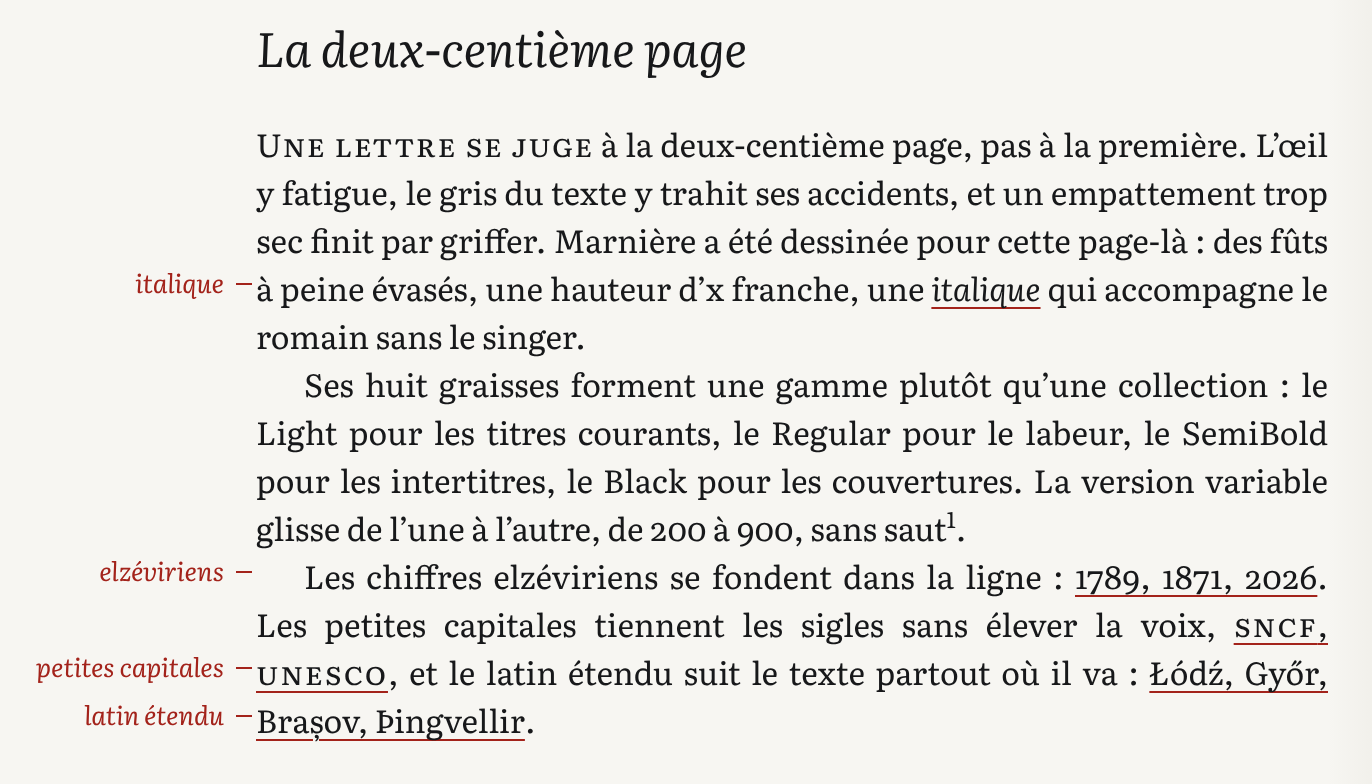 La deux-centième page
UNE LETTRE SE JUGE à la deux-centième page, pas à la première. L’œil
y fatigue, le gris du texte y trahit ses accidents, et un empattement trop
sec finit par griffer. Marnière a été dessinée pour cette page-là : des fûts
italique
à peine évasés, une hauteur d’x franche, une italique qui accompagne le
romain sans le singer.
Ses huit graisses forment une gamme plutôt qu’une collection : le
Light pour les titres courants, le Regular pour le labeur, le SemiBold
pour les intertitres, le Black pour les couvertures. La version variable
glisse de l’une à l’autre, de 200 à 900, sans saut¹.
elzéviriens
Les chiffres elzéviriens se fondent dans la ligne : 1789, 1871, 2026.
Les petites capitales tiennent les sigles sans élever la voix, SNCF,
petites capitales
UNESCO, et le latin étendu suit le texte partout où il va : Łódź, Győr,
latin étendu
Brașov, Þingvellir.